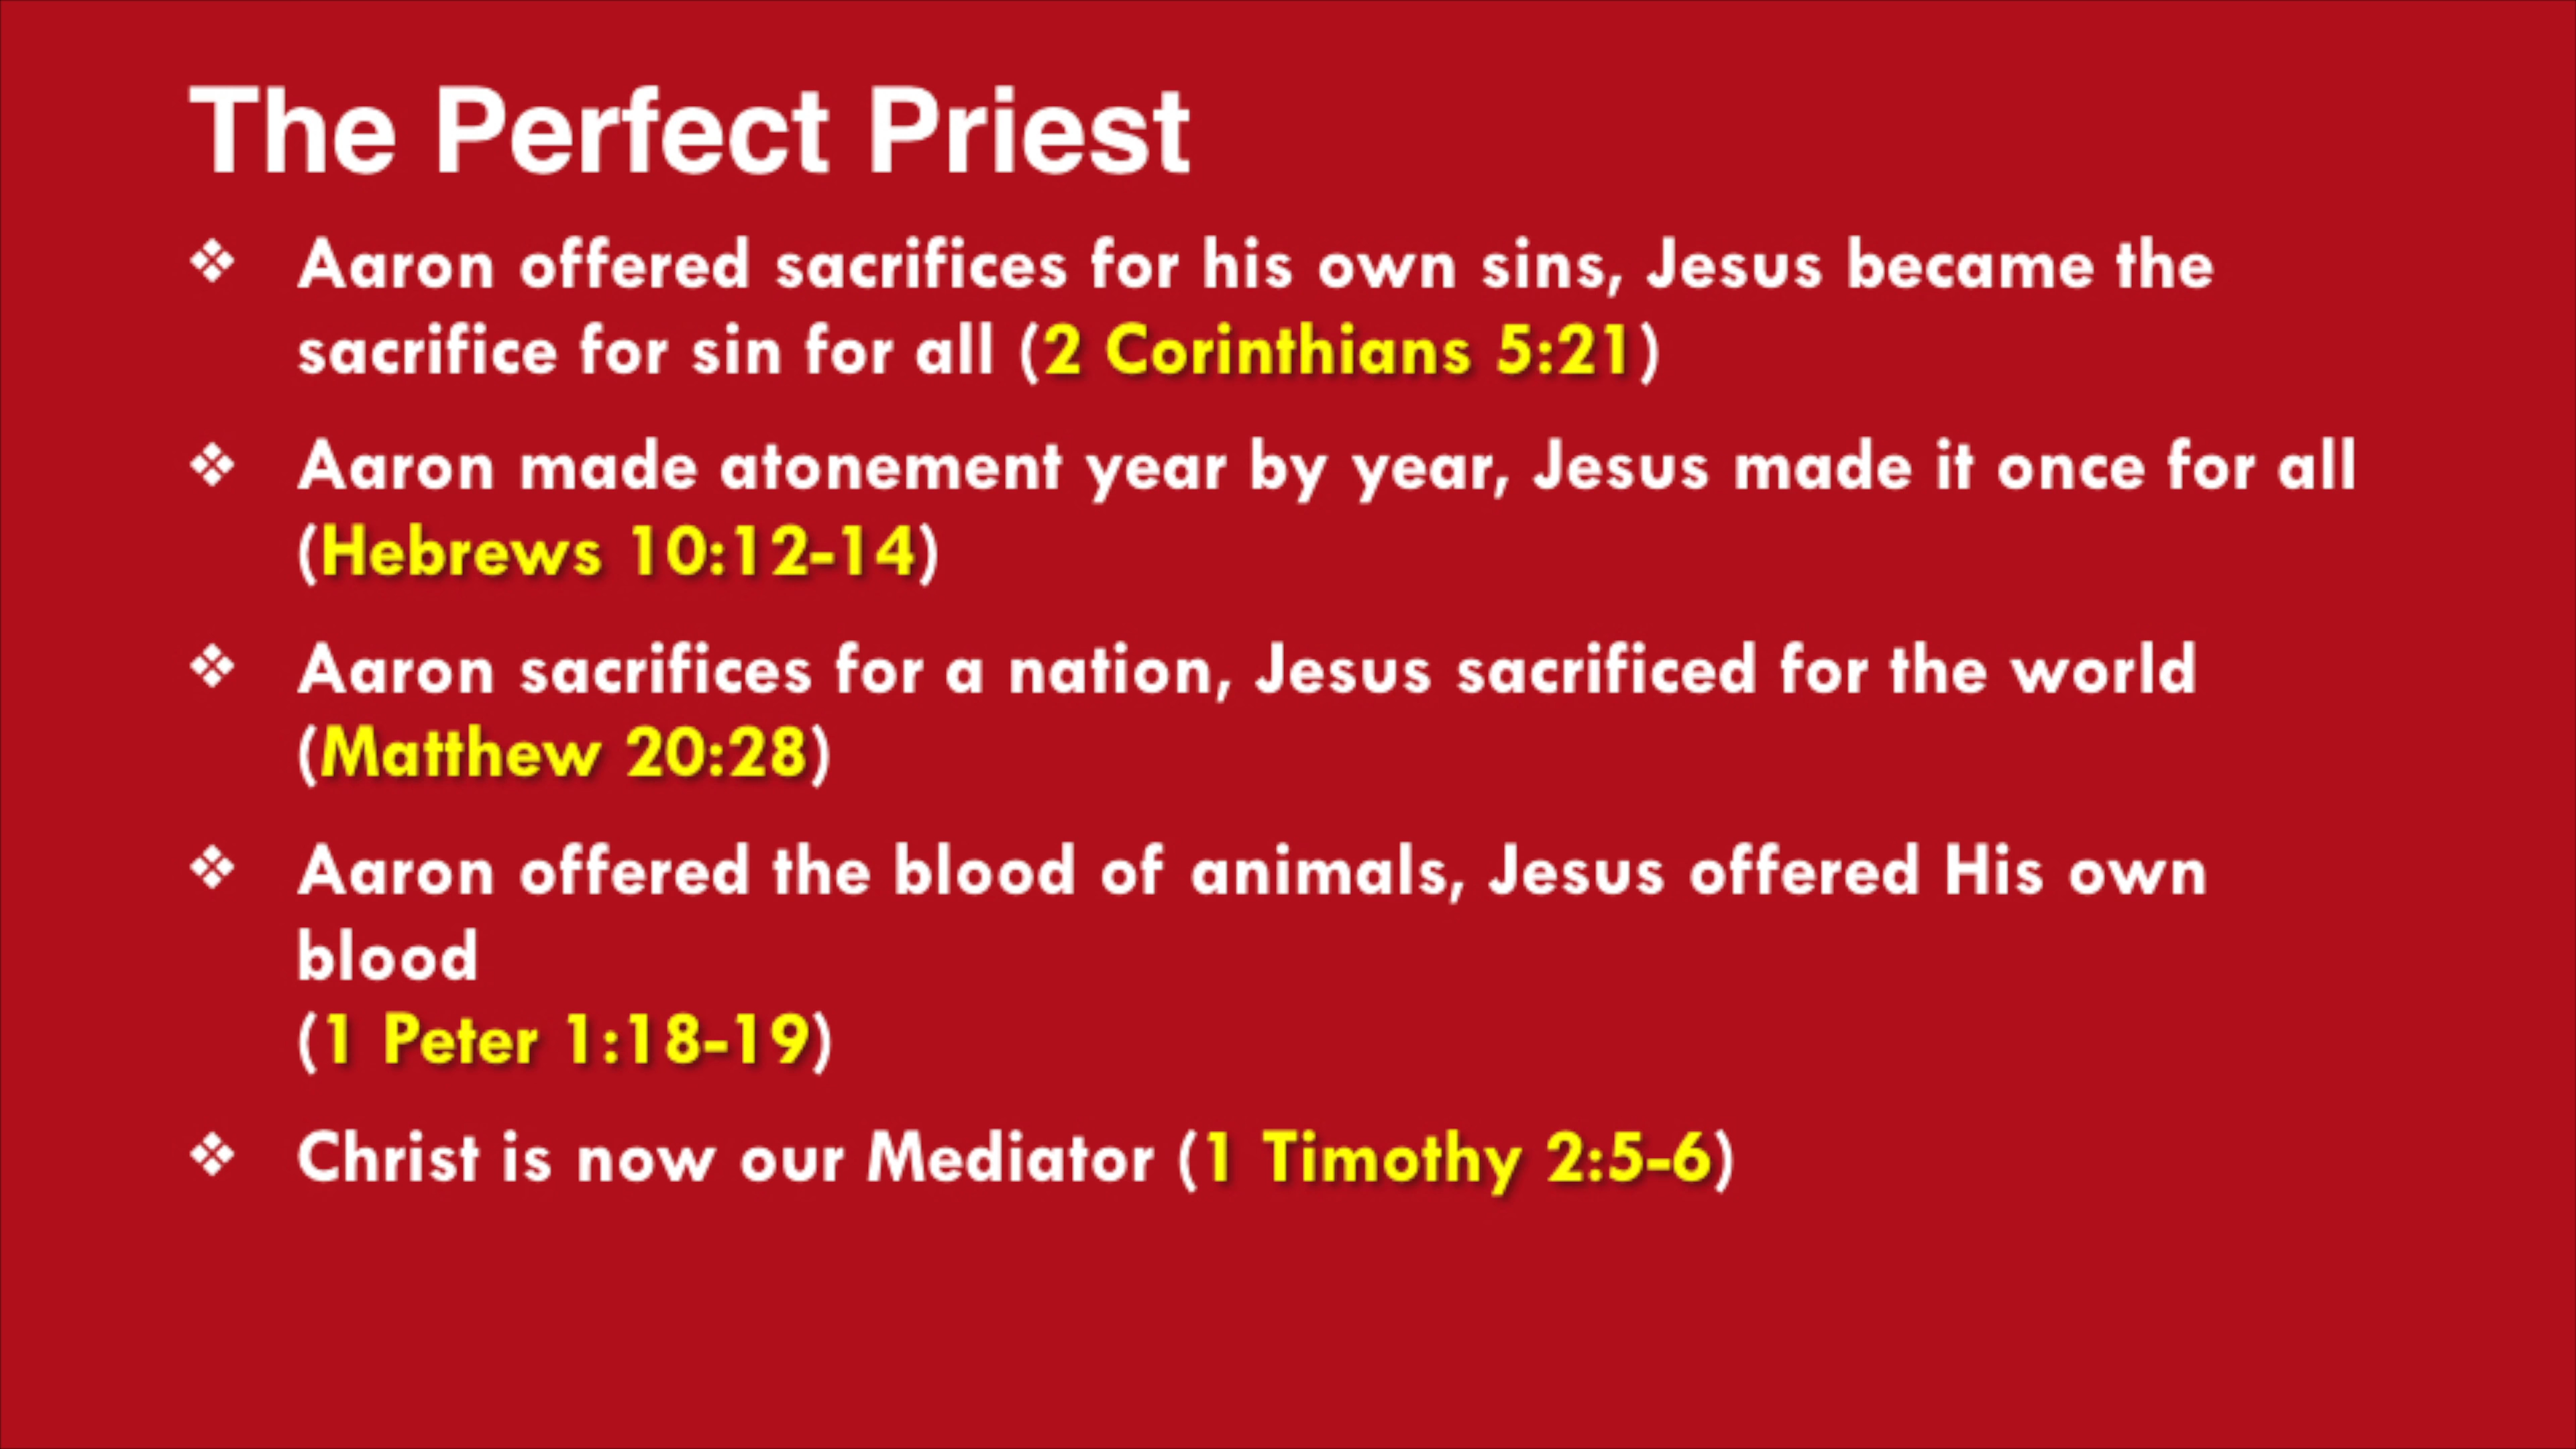 The Perfect Priest
❖ Aaron offered sacrifices for his own sins, Jesus became the
sacrifice for sin for all (2 Corinthians 5:21)
❖ Aaron made atonement year by year, Jesus made it once for all
(Hebrews 10:12-14)
❖ Aaron sacrifices for a nation, Jesus sacrificed for the world
(Matthew 20:28)
❖ Aaron offered the blood of animals, Jesus offered His own
blood
(1 Peter 1:18-19)
❖ Christ is now our Mediator (1 Timothy 2:5-6)